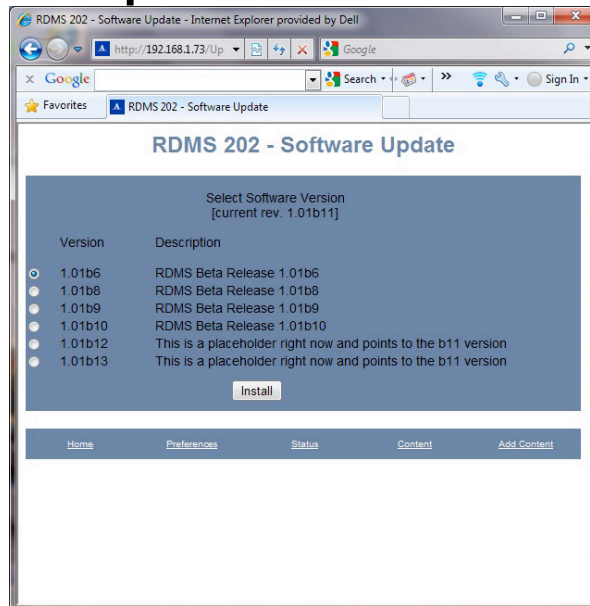 RDMS 202 - Software Update - Internet Explorer provided by Dell
http://192.168.1.73/Up
Google
x Google
Search
»
Sign In
Favorites
RDMS 202 - Software Update
RDMS 202 - Software Update
Select Software Version
[current rev. 1.01b11]
Version Description
1.01b6 RDMS Beta Release 1.01b6
1.01b8 RDMS Beta Release 1.01b8
1.01b9 RDMS Beta Release 1.01b9
1.01b10 RDMS Beta Release 1.01b10
1.01b12 This is a placeholder right now and points to the b11 version
1.01b13 This is a placeholder right now and points to the b11 version
Install
Home Preferences Status Content Add Content